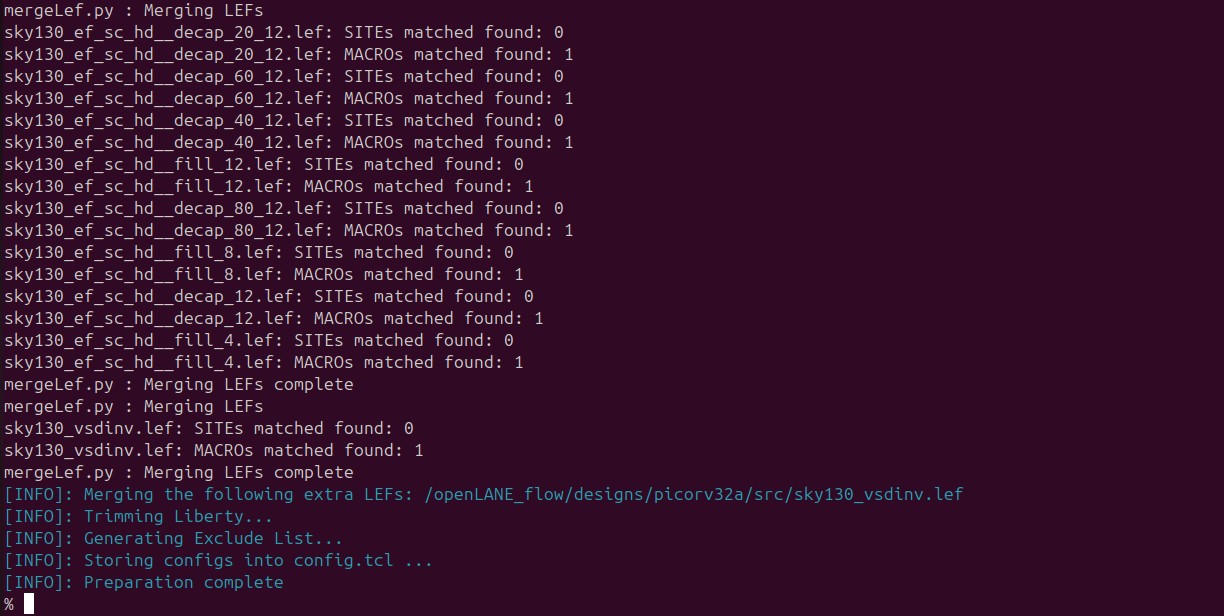 mergeLef.py : Merging LEFs
sky130_ef_sc_hd__decap_20_12.lef: SITEs matched found: 0
sky130_ef_sc_hd__decap_20_12.lef: MACROs matched found: 1
sky130_ef_sc_hd__decap_60_12.lef: SITEs matched found: 0
sky130_ef_sc_hd__decap_60_12.lef: MACROs matched found: 1
sky130_ef_sc_hd__decap_40_12.lef: SITEs matched found: 0
sky130_ef_sc_hd__decap_40_12.lef: MACROs matched found: 1
sky130_ef_sc_hd__fill_12.lef: SITEs matched found: 0
sky130_ef_sc_hd__fill_12.lef: MACROs matched found: 1
sky130_ef_sc_hd__decap_80_12.lef: SITEs matched found: 0
sky130_ef_sc_hd__decap_80_12.lef: MACROs matched found: 1
sky130_ef_sc_hd__fill_8.lef: SITEs matched found: 0
sky130_ef_sc_hd__fill_8.lef: MACROs matched found: 1
sky130_ef_sc_hd__decap_12.lef: SITEs matched found: 0
sky130_ef_sc_hd__decap_12.lef: MACROs matched found: 1
sky130_ef_sc_hd__fill_4.lef: SITEs matched found: 0
sky130_ef_sc_hd__fill_4.lef: MACROs matched found: 1
mergeLef.py : Merging LEFs complete
mergeLef.py : Merging LEFs
sky130_vsdinv.lef: SITEs matched found: 0
sky130_vsdinv.lef: MACROs matched found: 1
mergeLef.py : Merging LEFs complete
[INFO]: Merging the following extra LEFs: /openLANE_flow/designs/picorv32a/src/sky130_vsdinv.lef
[INFO]: Trimming Liberty...
[INFO]: Generating Exclude List...
[INFO]: Storing configs into config.tcl ...
[INFO]: Preparation complete
%